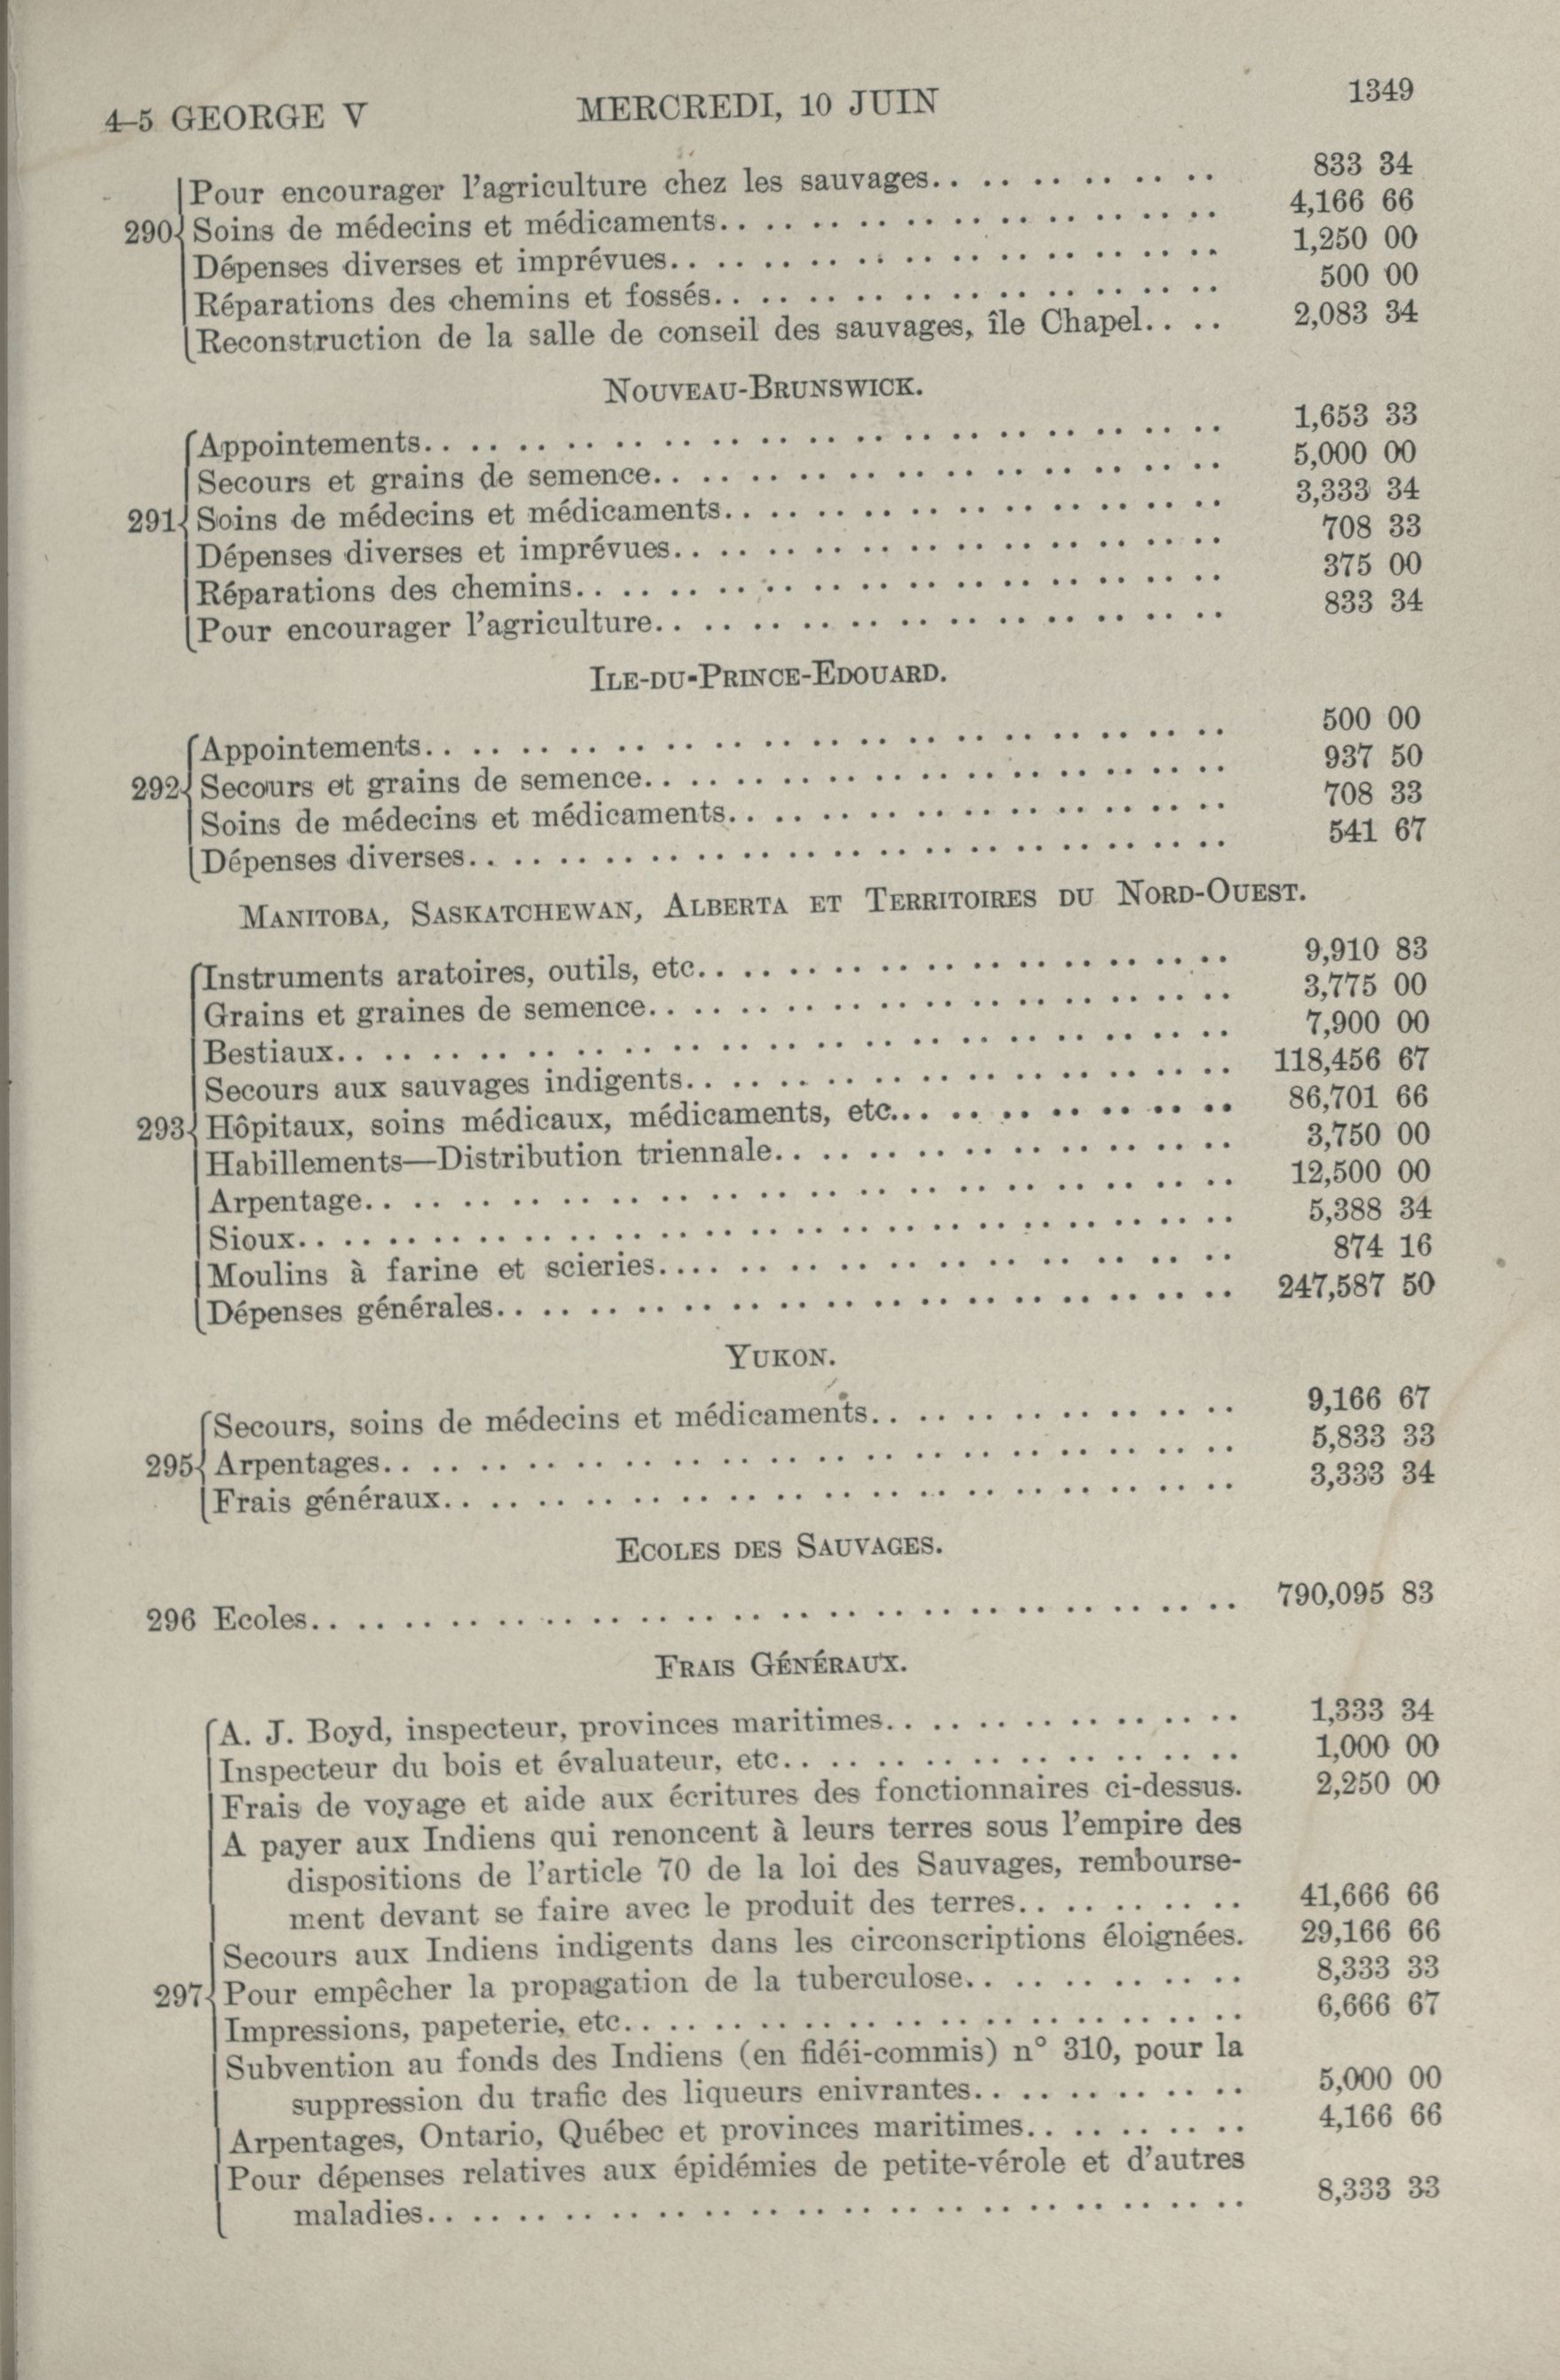 4-5 GEORGE V MERCREDI, 10 JUIN 1349
Pour encourager l'agriculture chez les sauvages.. .. .. .. .. .. .. 833 34
290 Soins de médecins et médicaments.. .. .. .. .. .. .. .. .. .. .. 4,166 66
Dépenses diverses et imprévues.. .. .. .. .. .. .. .. .. .. .. .. 1,250 00
Réparations des chemins et fossés.. .. .. .. .. .. .. .. .. .. .. 500 00
Reconstruction de la salle de conseil des sauvages, île Chapel.. .. 2,083 34
NOUVEAU-BRUNSWICK.
Appointements.. .. .. .. .. .. .. .. .. .. .. .. .. .. .. .. .. 1,653 33
Secours et grains de semence.. .. .. .. .. .. .. .. .. .. .. .. 5,000 00
291 Soins de médecins et médicaments.. .. .. .. .. .. .. .. .. .. .. 3,333 34
Dépenses diverses et imprévues.. .. .. .. .. .. .. .. .. .. .. .. 708 33
Réparations des chemins.. .. .. .. .. .. .. .. .. .. .. .. .. .. 375 00
Pour encourager l'agriculture.. .. .. .. .. .. .. .. .. .. .. .. 833 34
ILE-DU-PRINCE-EDOUARD.
Appointements.. .. .. .. .. .. .. .. .. .. .. .. .. .. .. .. .. 500 00
292 Secours et grains de semence.. .. .. .. .. .. .. .. .. .. .. .. .. 937 50
Soins de médecins et médicaments.. .. .. .. .. .. .. .. .. .. .. 708 33
Dépenses diverses.. .. .. .. .. .. .. .. .. .. .. .. .. .. .. .. 541 67
MANITOBA, SASKATCHEWAN, ALBERTA ET TERRITOIRES DU NORD-OUEST.
Instruments aratoires, outils, etc.. .. .. .. .. .. .. .. .. .. .. .. 9,910 83
Grains et graines de semence.. .. .. .. .. .. .. .. .. .. .. .. .. 3,775 00
Bestiaux.. .. .. .. .. .. .. .. .. .. .. .. .. .. .. .. .. .. .. 7,900 00
Secours aux sauvages indigents.. .. .. .. .. .. .. .. .. .. .. .. 118,456 67
293 Hôpitaux, soins médicaux, médicaments, etc... .. .. .. .. .. .. 86,701 66
Habillements—Distribution triennale.. .. .. .. .. .. .. .. .. .. 3,750 00
Arpentage.. .. .. .. .. .. .. .. .. .. .. .. .. .. .. .. .. .. 12,500 00
Sioux.. .. .. .. .. .. .. .. .. .. .. .. .. .. .. .. .. .. .. .. 5,388 34
Moulins à farine et scieries.... .. .. .. .. .. .. .. .. .. .. .. 874 16
Dépenses générales.. .. .. .. .. .. .. .. .. .. .. .. .. .. .. .. 247,587 50
YUKON.
Secours, soins de médecins et médicaments.. .. .. .. .. .. .. .. 9,166 67
295 Arpentages.. .. .. .. .. .. .. .. .. .. .. .. .. .. .. .. .. .. 5,833 33
Frais généraux.. .. .. .. .. .. .. .. .. .. .. .. .. .. .. .. .. 3,333 34
ECOLES DES SAUVAGES.
296 Ecoles.. .. .. .. .. .. .. .. .. .. .. .. .. .. .. .. .. .. .. .. 790,095 83
FRAIS GÉNÉRAUX.
A. J. Boyd, inspecteur, provinces maritimes.. .. .. .. .. .. .. .. 1,333 34
Inspecteur du bois et évaluateur, etc.. .. .. .. .. .. .. .. .. .. 1,000 00
Frais de voyage et aide aux écritures des fonctionnaires ci-dessus. 2,250 00
A payer aux Indiens qui renoncent à leurs terres sous l'empire des
dispositions de l'article 70 de la loi des Sauvages, rembourse-
ment devant se faire avec le produit des terres.. .. .. .. .. 41,666 66
Secours aux Indiens indigents dans les circonscriptions éloignées. 29,166 66
297 Pour empêcher la propagation de la tuberculose.. .. .. .. .. .. 8,333 33
Impressions, papeterie, etc.. .. .. .. .. .. .. .. .. .. .. .. .. 6,666 67
Subvention au fonds des Indiens (en fidéi-commis) n° 310, pour la
suppression du trafic des liqueurs enivrantes.. .. .. .. .. .. 5,000 00
Arpentages, Ontario, Québec et provinces maritimes.. .. .. .. .. 4,166 66
Pour dépenses relatives aux épidémies de petite-vérole et d'autres
maladies.. .. .. .. .. .. .. .. .. .. .. .. .. .. .. .. .. .. 8,333 33